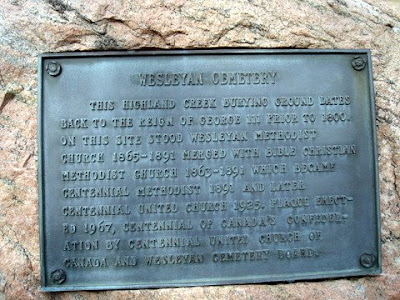 WESLEYAN CEMETERY
THIS HIGHLAND CREEK BURYING GROUND DATES
BACK TO THE REIGN OF GEORGE III PRIOR TO 1800.
ON THIS SITE STOOD WESLEYAN METHODIST
CHURCH 1865-1891 MERGED WITH BIBLE CHRISTIAN
METHODIST CHURCH 1863-1891 WHICH BECAME
CENTENNIAL METHODIST 1891 AND LATER
CENTENNIAL UNITED CHURCH 1925. PLAQUE ERECT-
ED 1967, CENTENNIAL OF CANADA'S CONFEDER-
ATION BY CENTENNIAL UNITED CHURCH OF
CANADA AND WESLEYAN CEMETERY BOARDS.